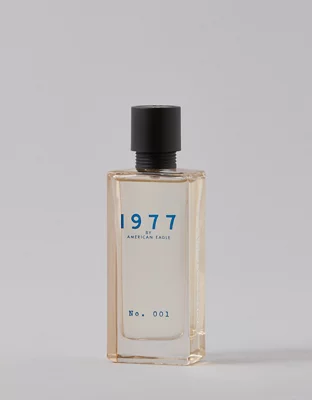 1977
BY
AMERICAN EAGLE
No. 001